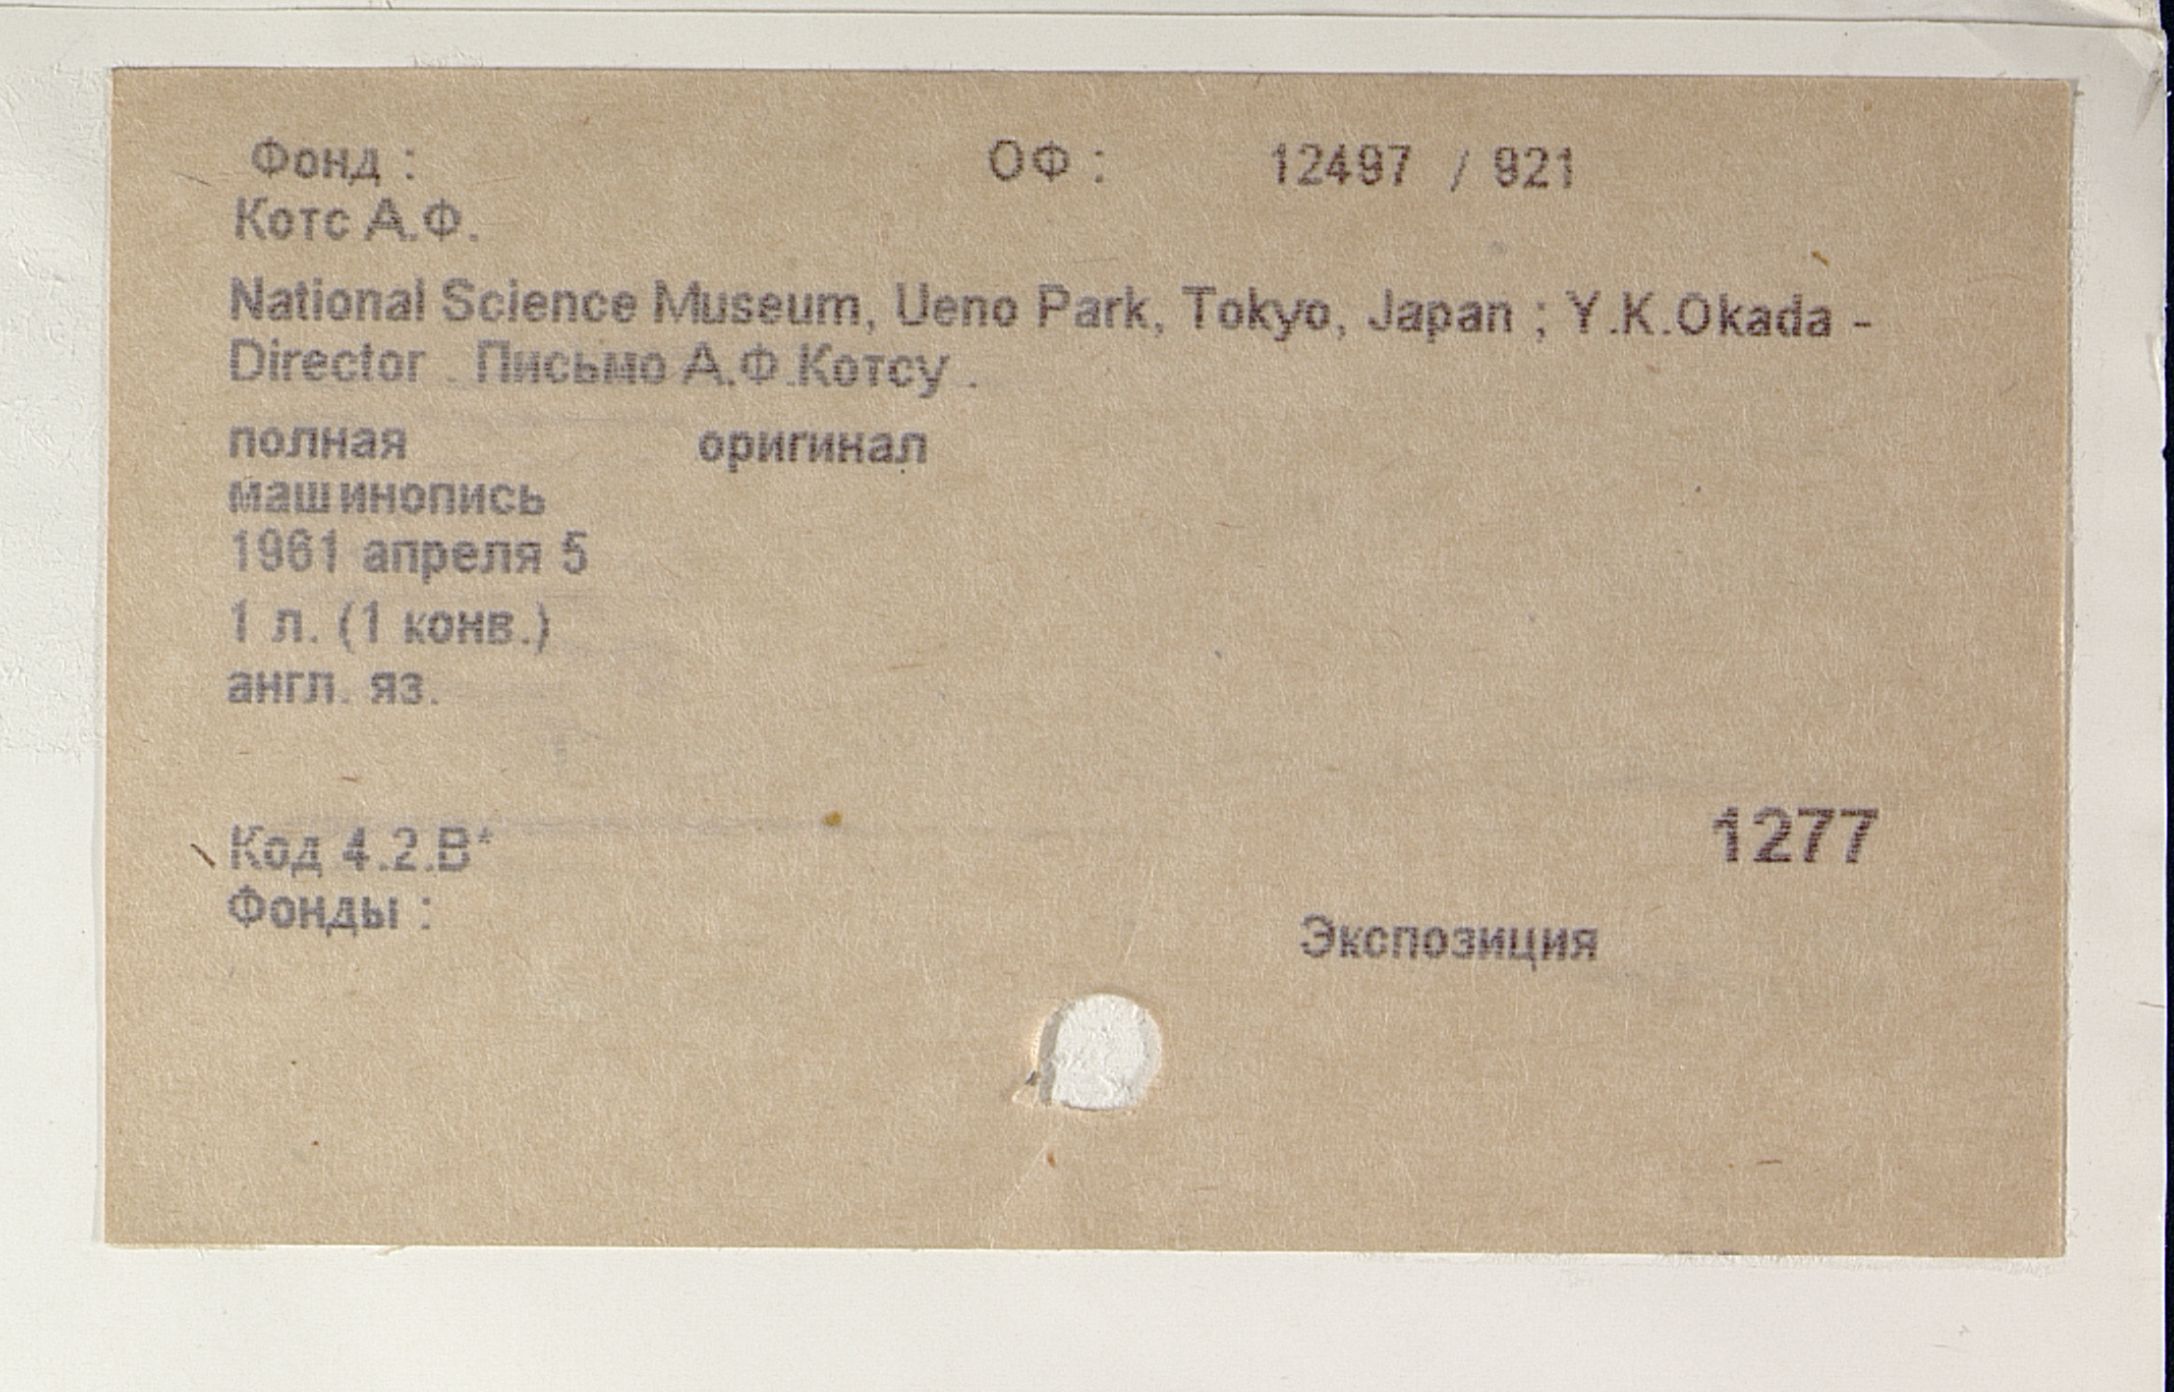 Фонд : ОФ : 12497 / 921
Котс А.Ф.
National Science Museum, Ueno Park, Tokyo, Japan ; Y.K.Okada -
Director . Письмо А.Ф.Котсу .
полная оригинал
машинопись
1961 апреля 5
1 л. (1 конв.)
англ. яз.
Код 4.2.В* 1277
Фонды : Экспозиция